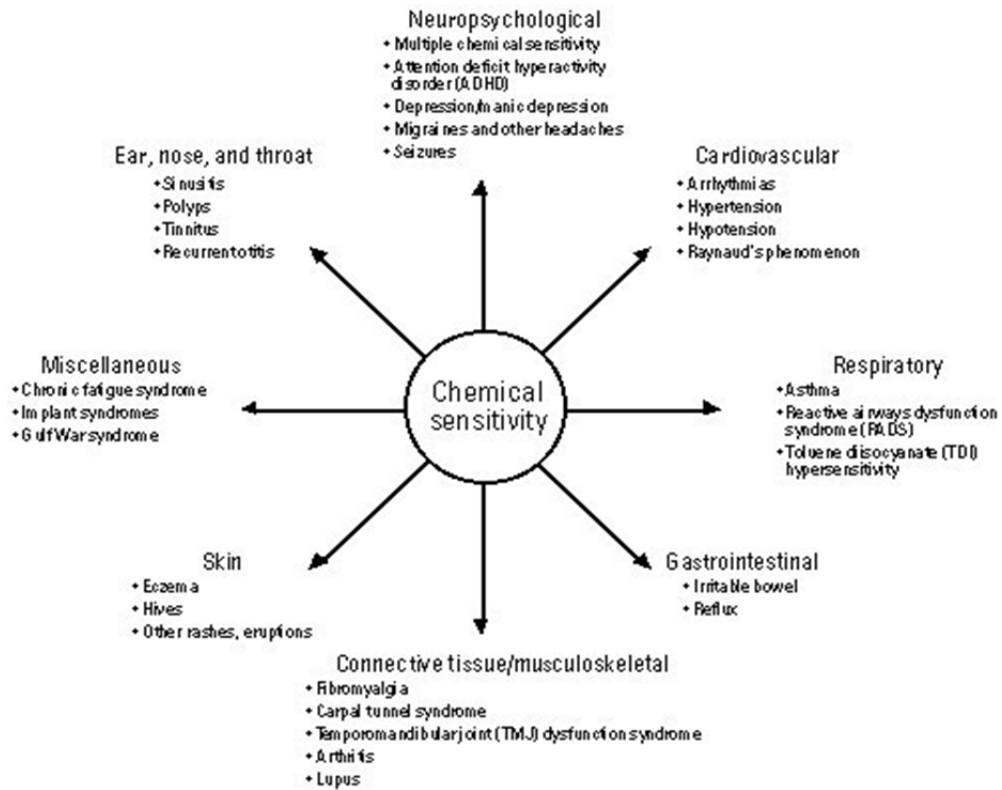 Neuropsychological
• Multiple chemical sensitivity
• Attention deficit hyperactivity
disorder (ADHD)
• Depression/manic depression
• Migraines and other headaches
• Seizures
Ear, nose, and throat
• Sinusitis
• Polyps
• Tinnitus
• Recurrent otitis
Cardiovascular
• Arrhythmias
• Hypertension
• Hypotension
• Raynaud's phenomenon
Miscellaneous
• Chronic fatigue syndrome
• Implant syndromes
• Gulf War syndrome
Chemical
sensitivity
Respiratory
• Asthma
• Reactive airways dysfunction
syndrome (RADS)
• Toluene diisocyanate (TDI)
hypersensitivity
Skin
• Eczema
• Hives
• Other rashes, eruptions
Gastrointestinal
• Irritable bowel
• Reflux
Connective tissue/musculoskeletal
• Fibromyalgia
• Carpal tunnel syndrome
• Temporomandibular joint (TMJ) dysfunction syndrome
• Arthritis
• Lupus